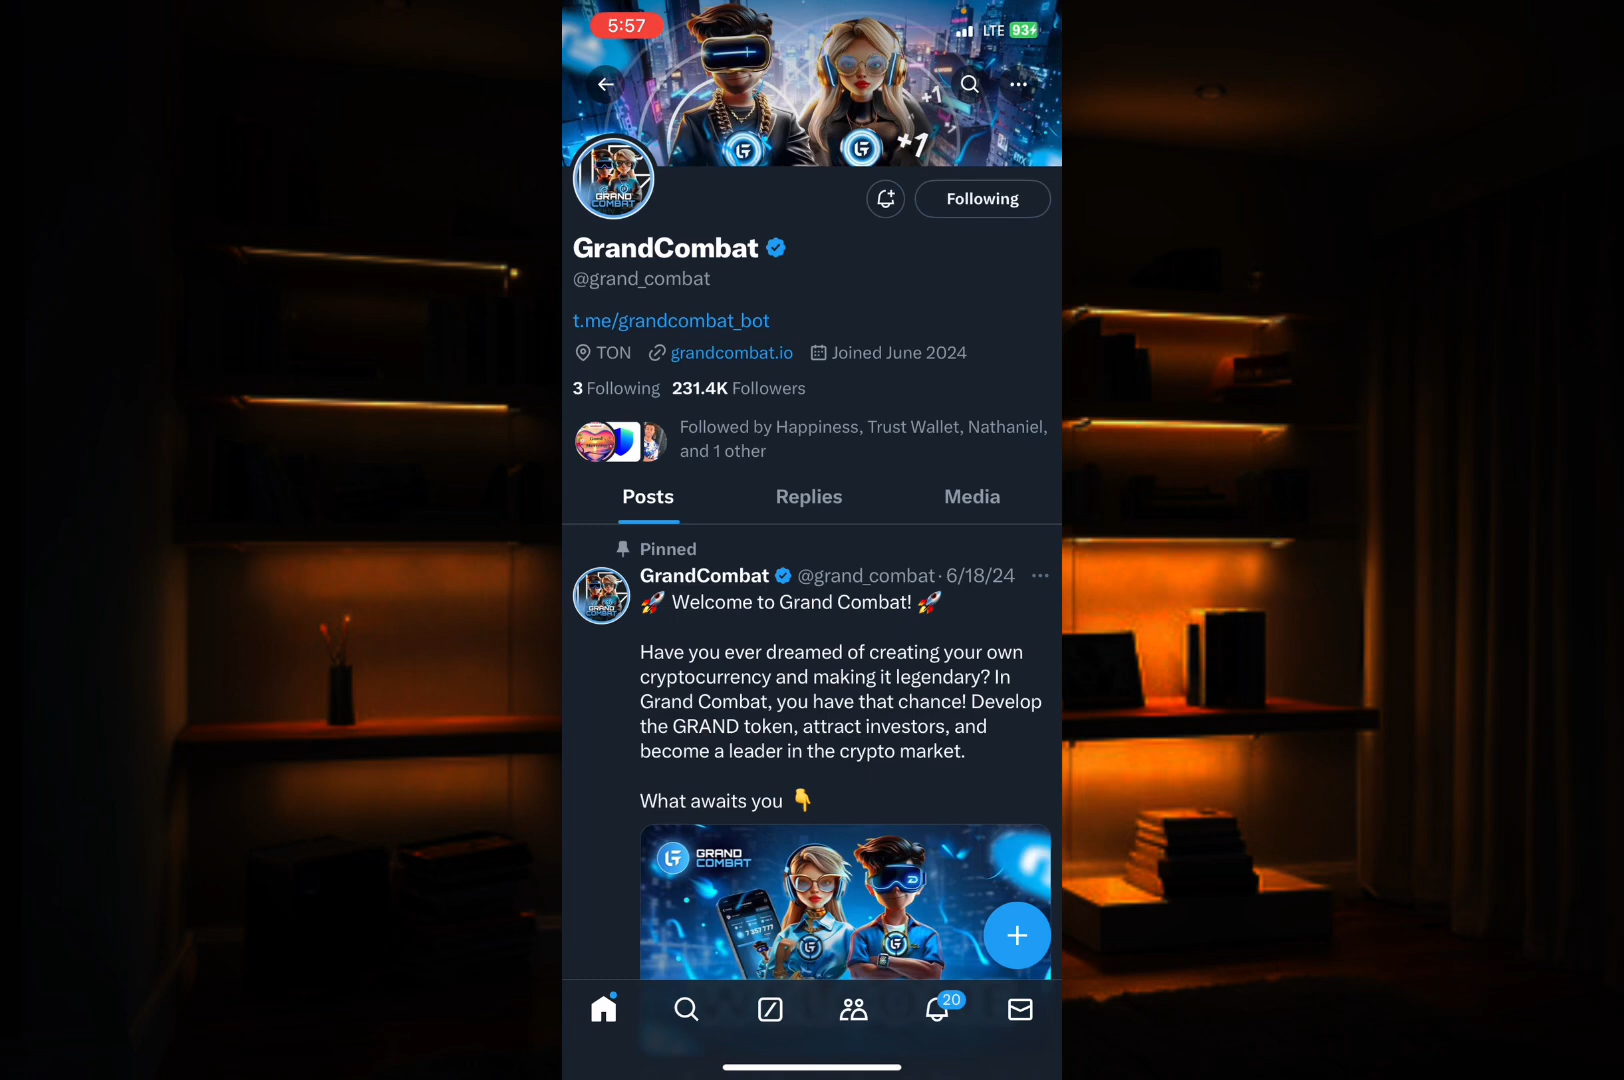 5:57
LTE 93
+1
+1
GRAND
COMBAT
Following
GrandCombat
@grand_combat
t.me/grandcombat_bot
TON grandcombat.io Joined June 2024
3 Following 231.4K Followers
Followed by Happiness, Trust Wallet, Nathaniel,
and 1 other
Posts Replies Media
Pinned
GrandCombat @grand_combat · 6/18/24
🚀 Welcome to Grand Combat! 🚀
Have you ever dreamed of creating your own
cryptocurrency and making it legendary? In
Grand Combat, you have that chance! Develop
the GRAND token, attract investors, and
become a leader in the crypto market.
What awaits you 👇
GRAND
COMBAT
7 357 777
20